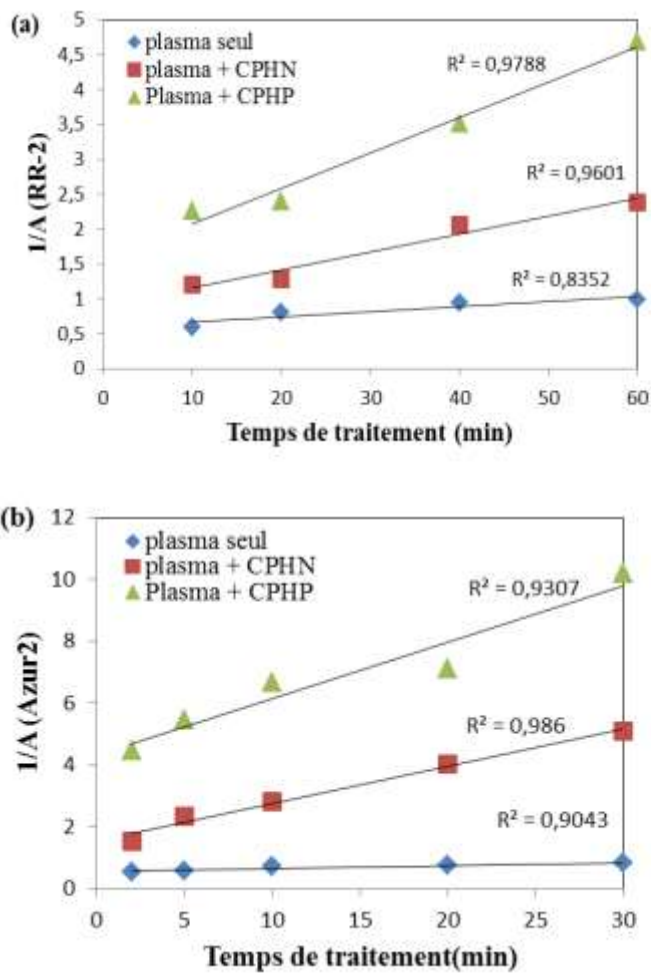 (a)
plasma seul
plasma + CPHN
Plasma + CPHP
R² = 0,9788
R² = 0,9601
R² = 0,8352
1/A (RR-2)
5
4,5
4
3,5
3
2,5
2
1,5
1
0,5
0
0 10 20 30 40 50 60
Temps de traitement (min)
(b)
plasma seul
plasma + CPHN
Plasma + CPHP
R² = 0,9307
R² = 0,986
R² = 0,9043
1/A (Azur2)
12
10
8
6
4
2
0
0 5 10 15 20 25 30
Temps de traitement(min)